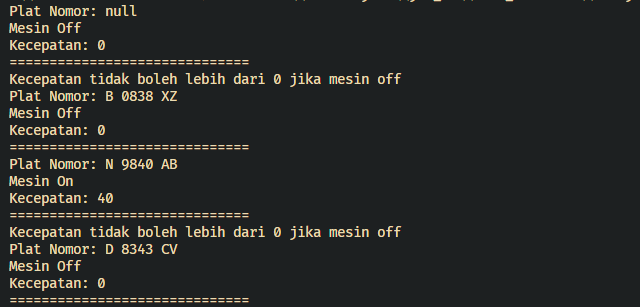 Plat Nomor: null
Mesin Off
Kecepatan: 0
==============================
Kecepatan tidak boleh lebih dari 0 jika mesin off
Plat Nomor: B 0838 XZ
Mesin Off
Kecepatan: 0
==============================
Plat Nomor: N 9840 AB
Mesin On
Kecepatan: 40
==============================
Kecepatan tidak boleh lebih dari 0 jika mesin off
Plat Nomor: D 8343 CV
Mesin Off
Kecepatan: 0
==============================